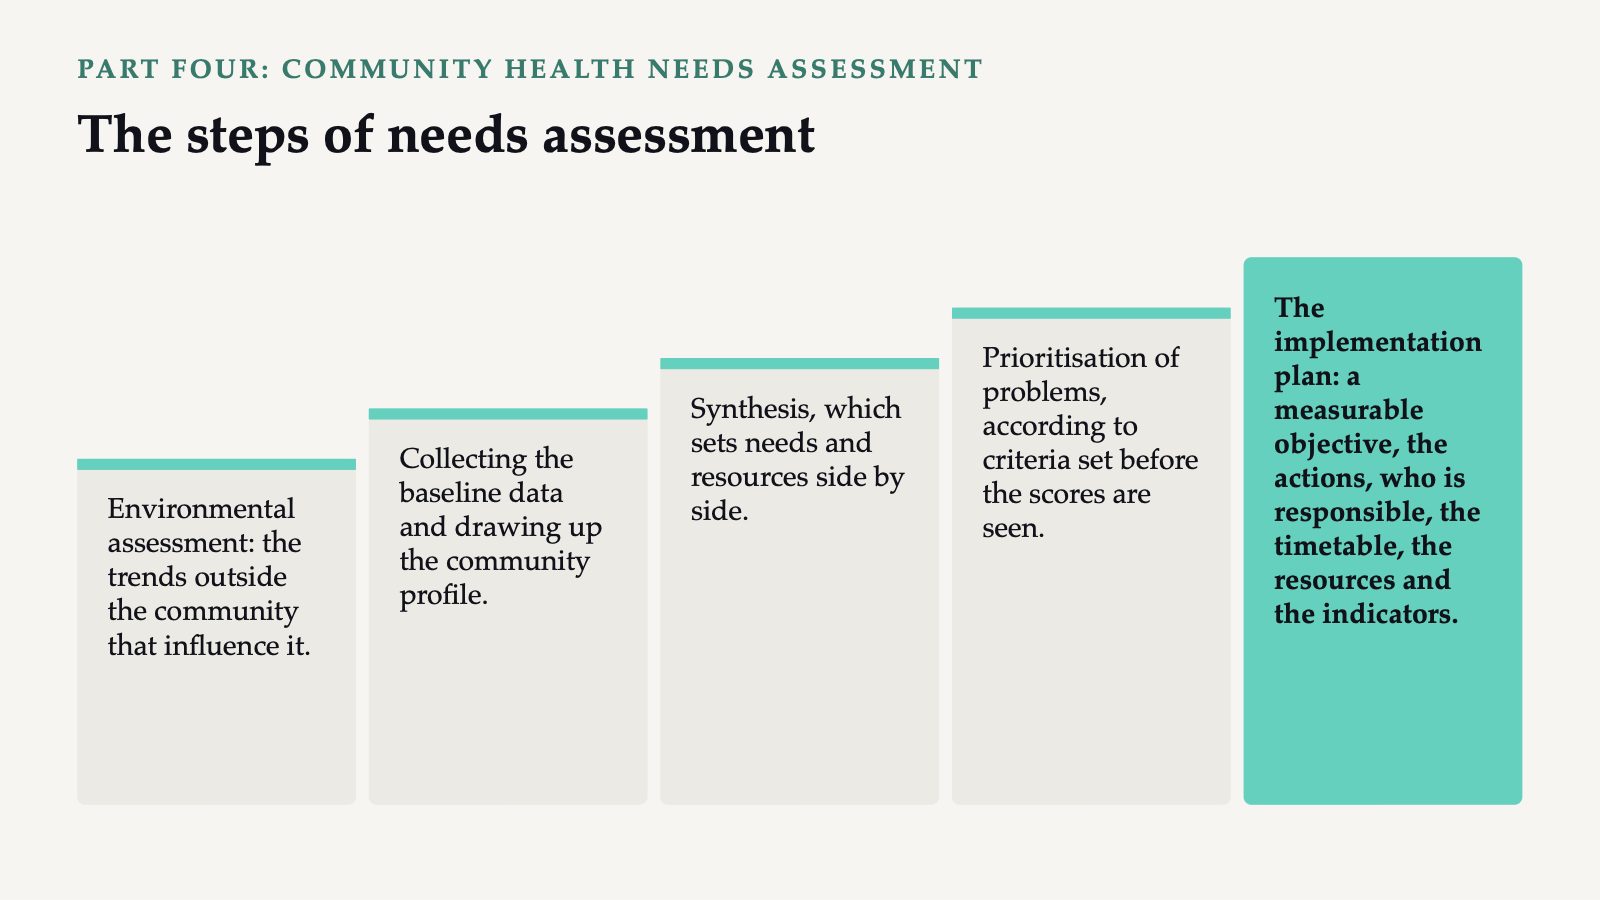 PART FOUR: COMMUNITY HEALTH NEEDS ASSESSMENT
The steps of needs assessment
Environmental
assessment: the
trends outside
the community
that influence it.
Collecting the
baseline data
and drawing up
the community
profile.
Synthesis, which
sets needs and
resources side by
side.
Prioritisation of
problems,
according to
criteria set before
the scores are
seen.
The
implementation
plan: a
measurable
objective, the
actions, who is
responsible, the
timetable, the
resources and
the indicators.